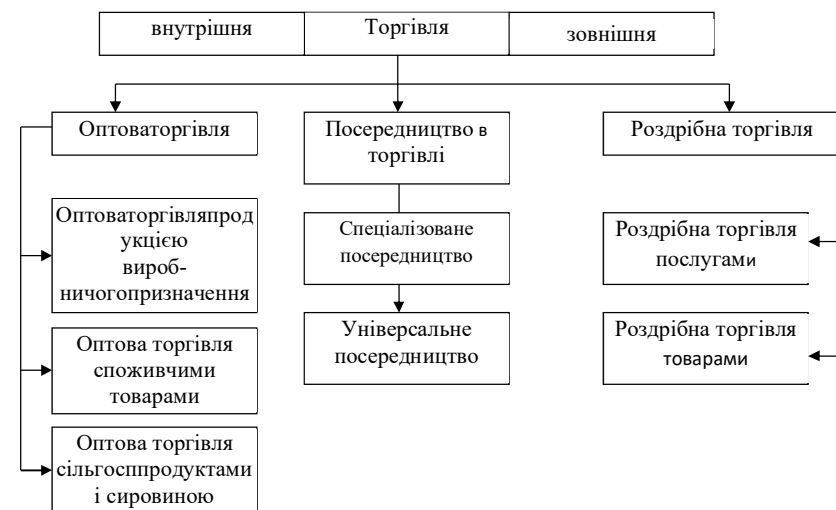 внутрішня Торгівля зовнішня
Оптоваторгівля
Посередництво в
торгівлі
Роздрібна торгівля
Оптоваторгівляпрод
укцією
вироб-
ничогопризначення
Спеціалізоване
посередництво
Роздрібна торгівля
послугами
Оптова торгівля
споживчими
товарами
Універсальне
посередництво
Роздрібна торгівля
товарами
Оптова торгівля
сільгосппродуктами
і сировиною